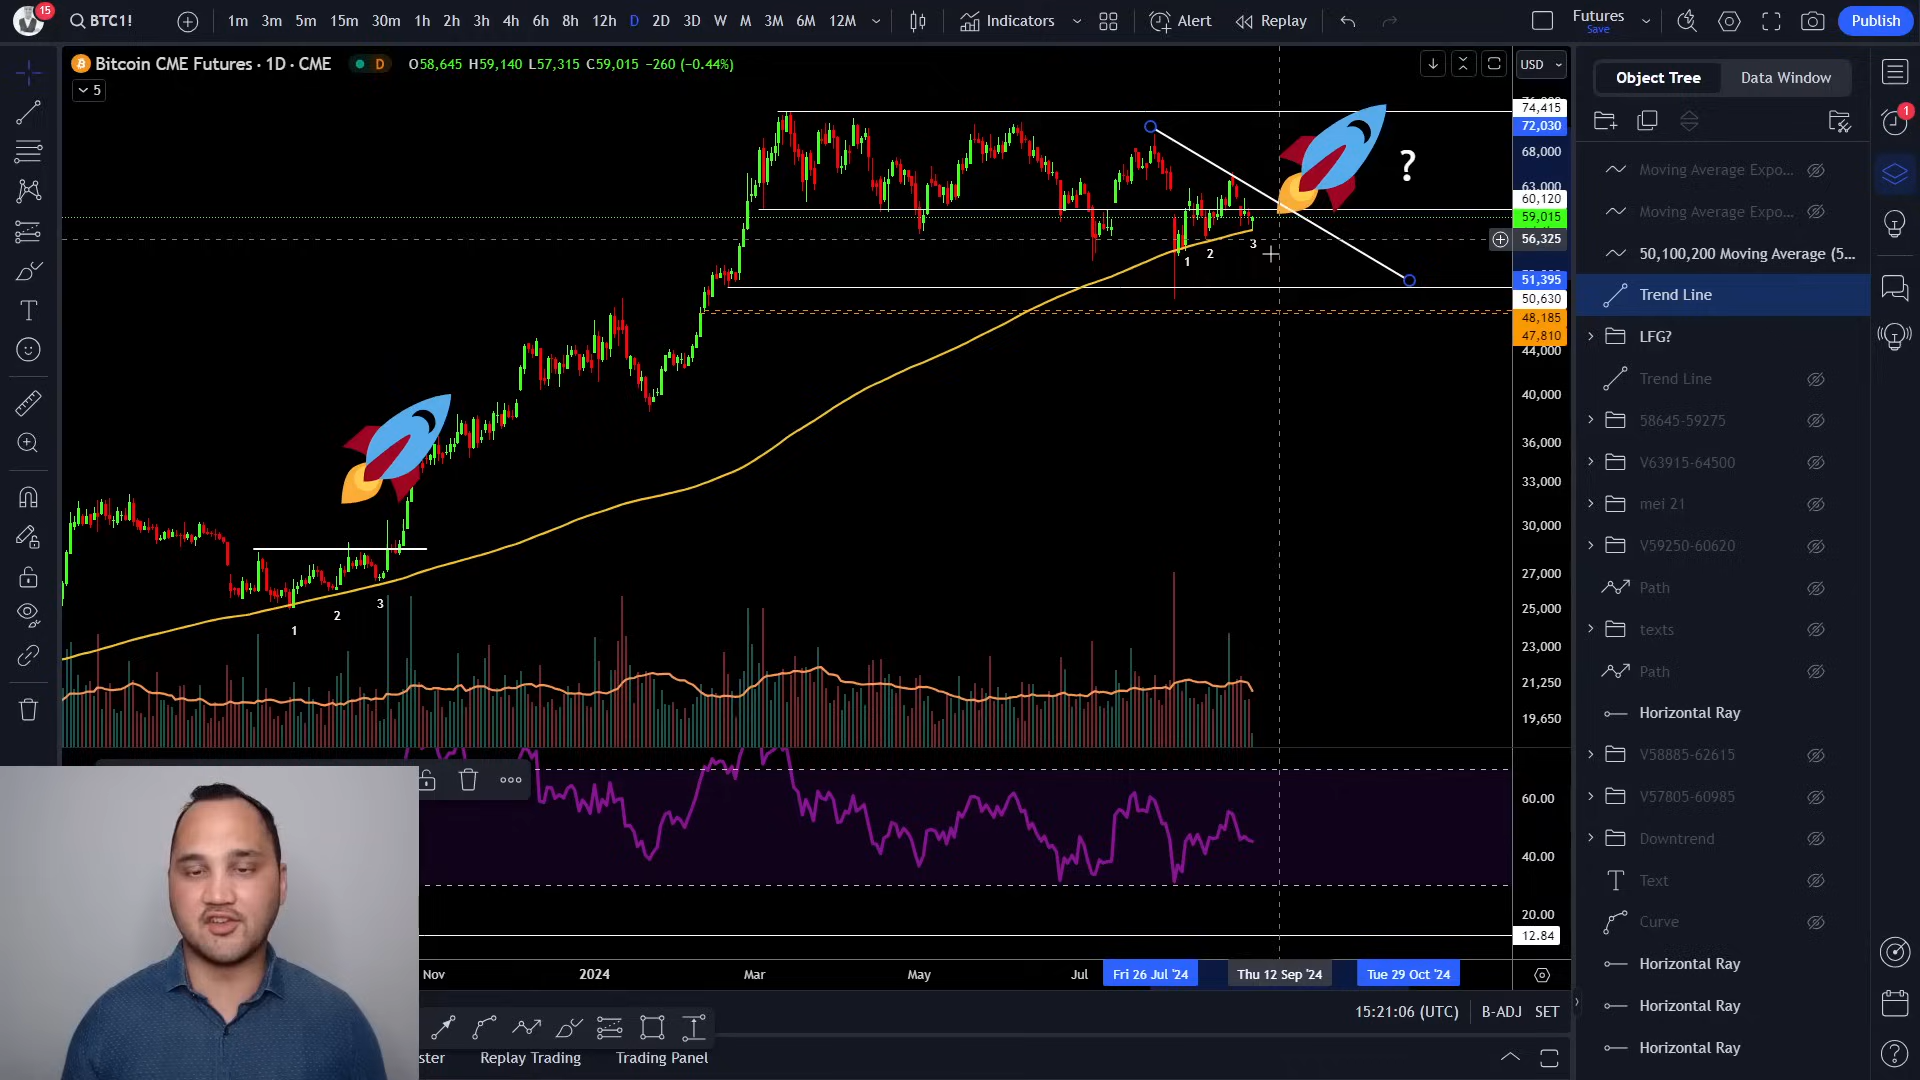 15
BTC1!
1m 3m 5m 15m 30m 1h 2h 3h 4h 6h 8h 12h D 2D 3D W M 3M 6M 12M
Indicators
Alert
Replay
Futures
Save
Publish
Bitcoin CME Futures · 1D · CME
D
O58,645 H59,140 L57,315 C59,015 −260 (−0.44%)
5
USD
74,415
72,030
68,000
63,000
60,120
59,015
56,325
51,395
50,630
48,185
47,810
44,000
40,000
36,000
33,000
30,000
27,000
25,000
23,000
21,250
19,650
60.00
40.00
20.00
12.84
?
1
2
3
1
2
3
Nov
2024
Mar
May
Jul
Fri 26 Jul '24
Thu 12 Sep '24
Tue 29 Oct '24
15:21:06 (UTC)
B-ADJ
SET
ster
Replay Trading
Trading Panel
Object Tree
Data Window
Moving Average Expo...
Moving Average Expo...
50,100,200 Moving Average (5...
Trend Line
LFG?
Trend Line
58645-59275
V63915-64500
mei 21
V59250-60620
Path
texts
Path
Horizontal Ray
V58885-62615
V57805-60985
Downtrend
Text
Curve
Horizontal Ray
Horizontal Ray
Horizontal Ray
1